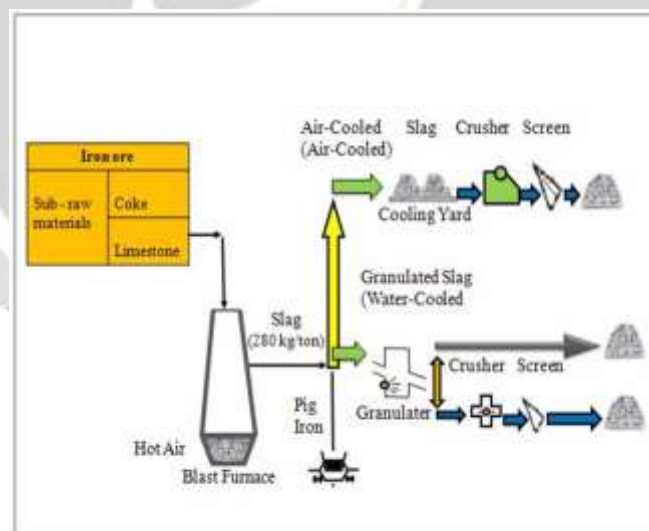 Iron ore
Sub - raw
materials
Coke
Limestone
Air-Cooled
(Air-Cooled)
Slag
Crusher
Screen
Cooling Yard
Granulated Slag
(Water-Cooled
Slag
(280 kg/ton)
Crusher
Screen
Granulater
Pig
Iron
Hot Air
Blast Furnace